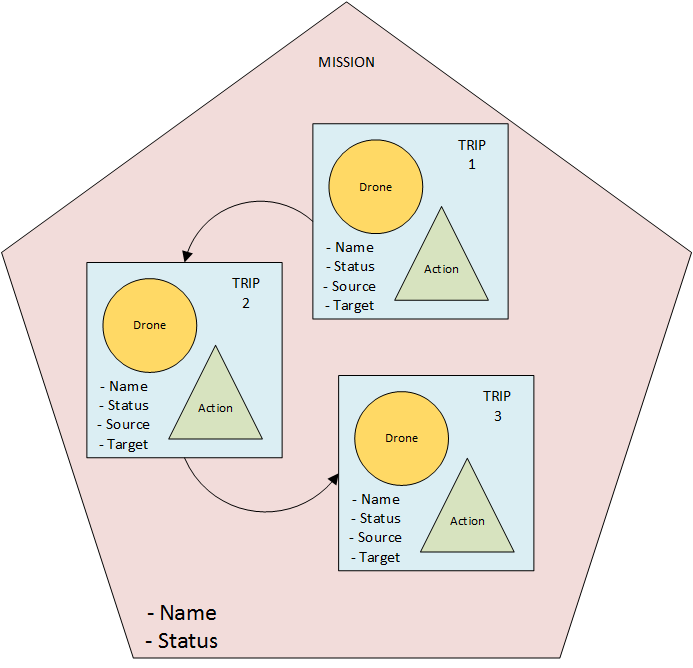 MISSION
TRIP
1
Drone
Action
- Name
- Status
- Source
- Target
TRIP
2
Drone
Action
- Name
- Status
- Source
- Target
TRIP
3
Drone
Action
- Name
- Status
- Source
- Target
- Name
- Status